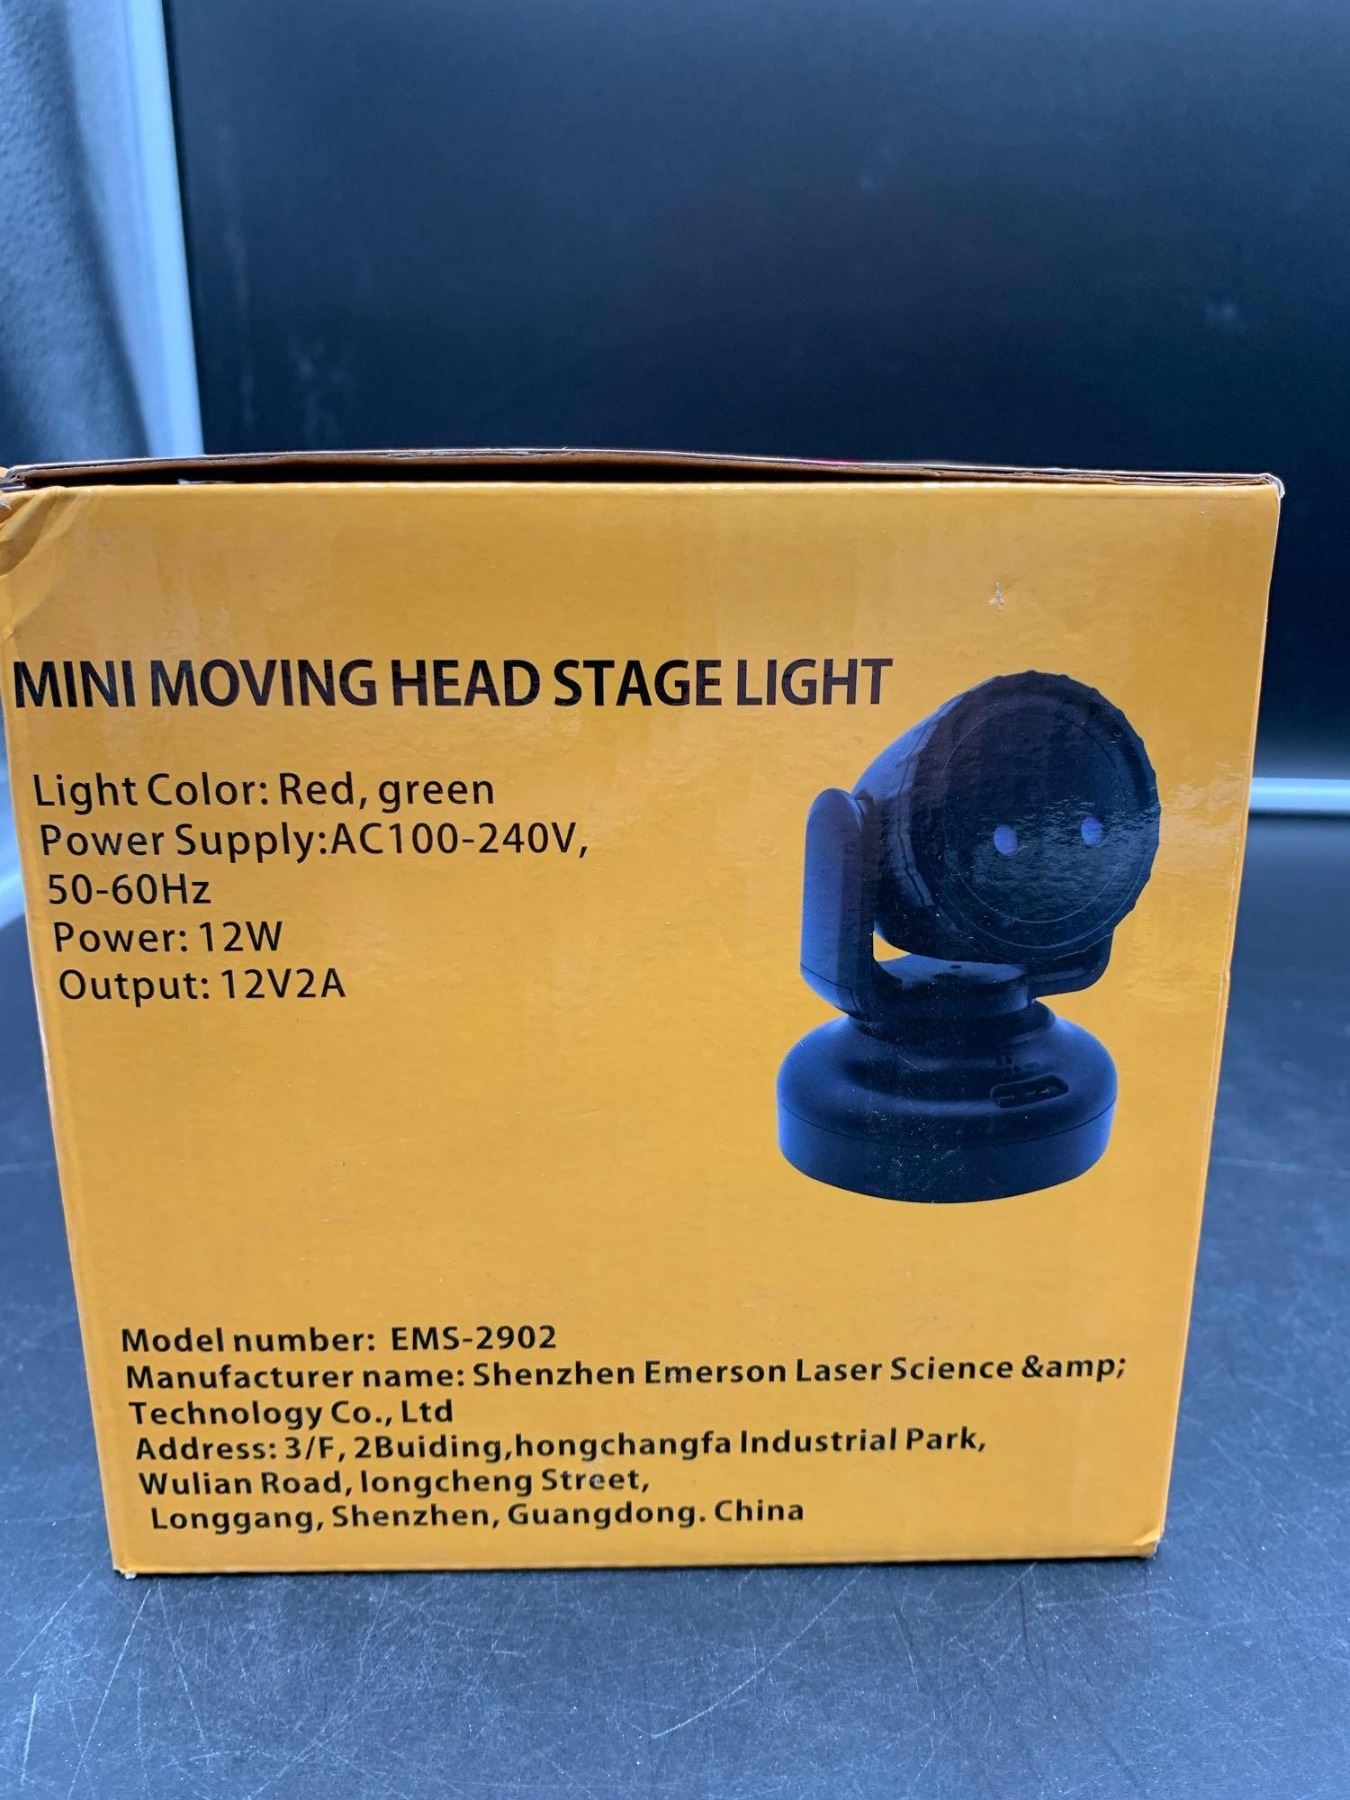 MINI MOVING HEAD STAGE LIGHT
Light Color: Red, green
Power Supply:AC100-240V,
50-60Hz
Power: 12W
Output: 12V2A
Model number: EMS-2902
Manufacturer name: Shenzhen Emerson Laser Science &amp;
Technology Co., Ltd
Address: 3/F, 2Buiding,hongchangfa Industrial Park,
Wulian Road, longcheng Street,
Longgang, Shenzhen, Guangdong. China